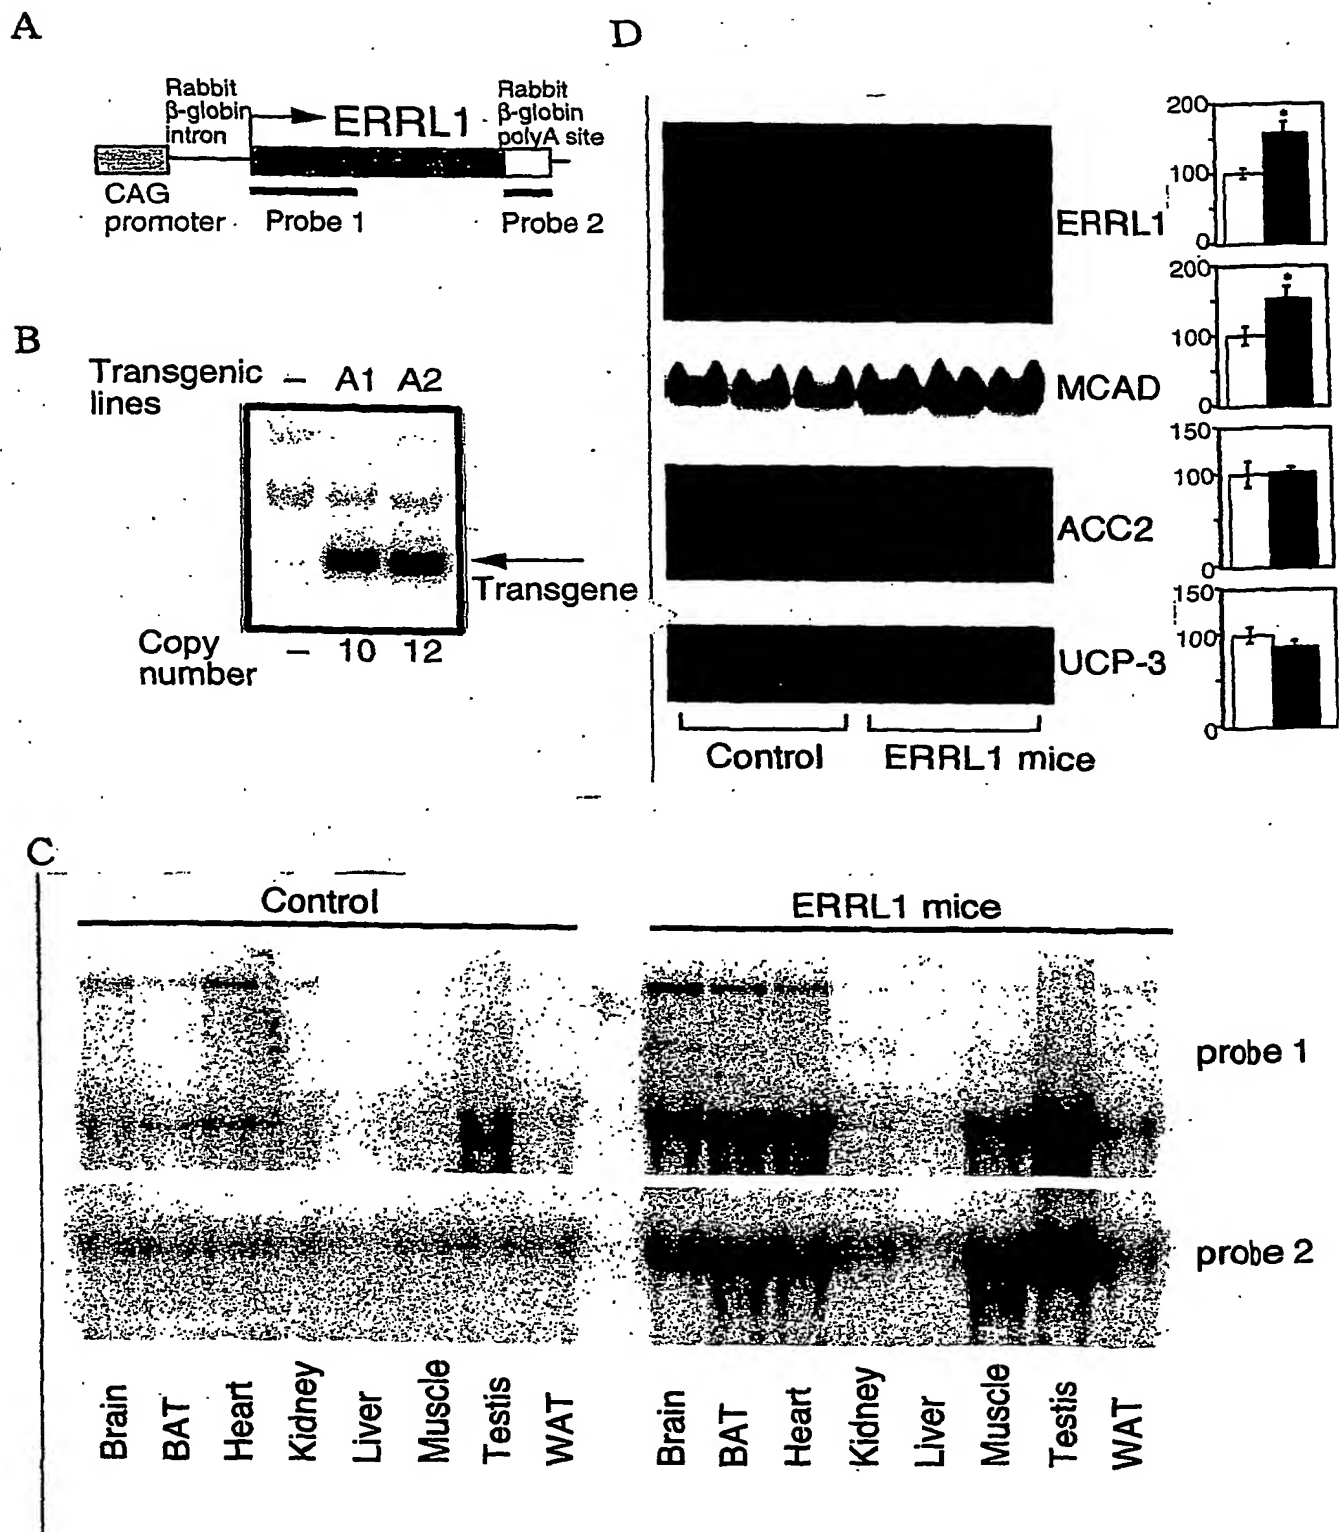 A
Rabbit
β-globin
intron
ERRL1
Rabbit
β-globin
polyA site
CAG
promoter
Probe 1
Probe 2
B
Transgenic
lines
– A1 A2
Transgene
Copy
number
– 10 12
D
ERRL1
200
100
0
*
MCAD
200
100
0
*
ACC2
150
100
0
UCP-3
150
100
0
Control
ERRL1 mice
C
Control
ERRL1 mice
probe 1
probe 2
Brain
BAT
Heart
Kidney
Liver
Muscle
Testis
WAT
Brain
BAT
Heart
Kidney
Liver
Muscle
Testis
WAT